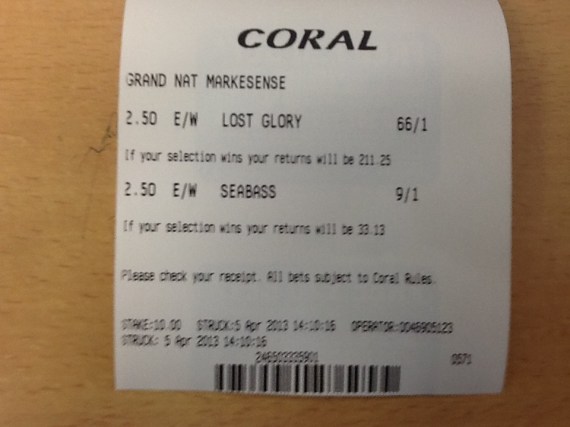 CORAL
GRAND NAT MARKESENSE
2.50 E/W LOST GLORY 66/1
If your selection wins your returns will be 211.25
2.50 E/W SEABASS 9/1
If your selection wins your returns will be 33.13
Please check your receipt. All bets subject to Coral Rules.
STAKE:10.00 STRUCK:5 Apr 2013 14:10:16 OPERATOR:0046905123
STRUCK: 5 Apr 2013 14:10:16
0571